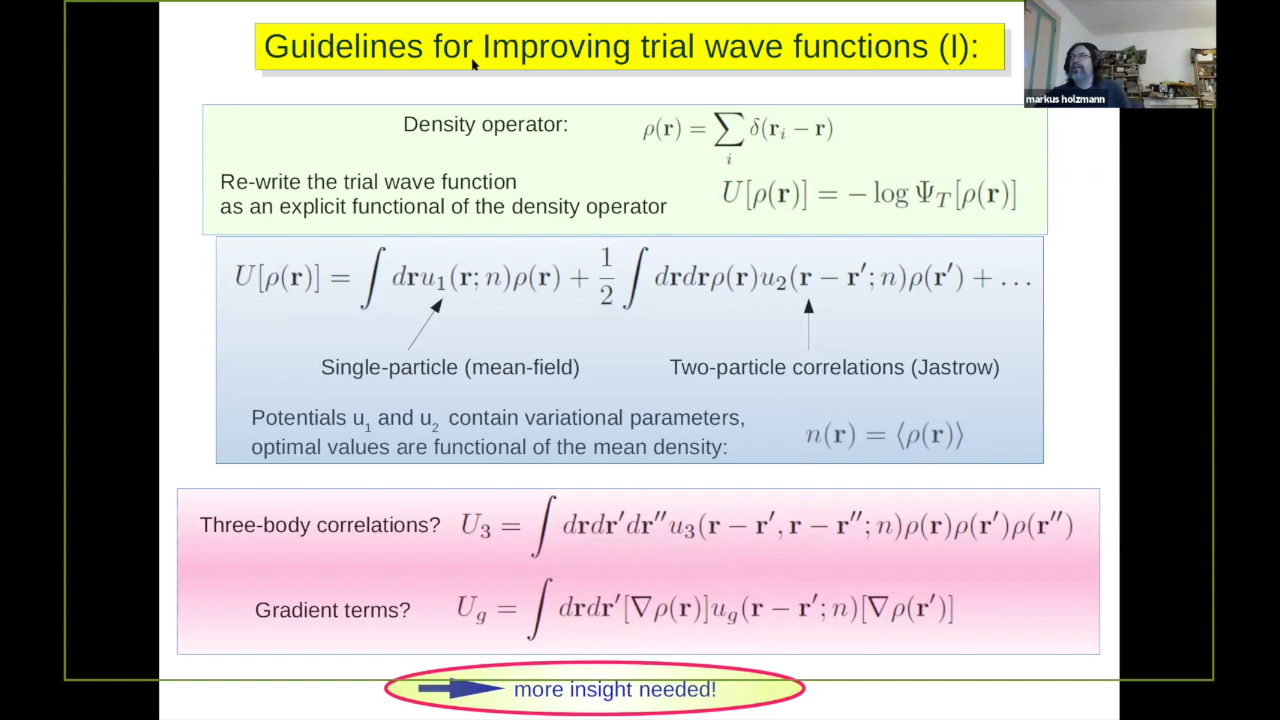 Guidelines for Improving trial wave functions (I):
markus holzmann
Density operator: ρ(𝐫) = ∑_i δ(𝐫_i − 𝐫)
Re-write the trial wave function
as an explicit functional of the density operator U[ρ(𝐫)] = − log Ψ_T[ρ(𝐫)]
U[ρ(𝐫)] = ∫ d𝐫u_1(𝐫; n)ρ(𝐫) + 1/2 ∫ d𝐫d𝐫ρ(𝐫)u_2(𝐫 − 𝐫′; n)ρ(𝐫′) + . . .
Single-particle (mean-field) Two-particle correlations (Jastrow)
Potentials u_1 and u_2 contain variational parameters,
optimal values are functional of the mean density: n(𝐫) = ⟨ρ(𝐫)⟩
Three-body correlations? U_3 = ∫ d𝐫d𝐫′d𝐫″u_3(𝐫 − 𝐫′, 𝐫 − 𝐫″; n)ρ(𝐫)ρ(𝐫′)ρ(𝐫″)
Gradient terms? U_g = ∫ d𝐫d𝐫′[∇ρ(𝐫)]u_g(𝐫 − 𝐫′; n)[∇ρ(𝐫′)]
more insight needed!